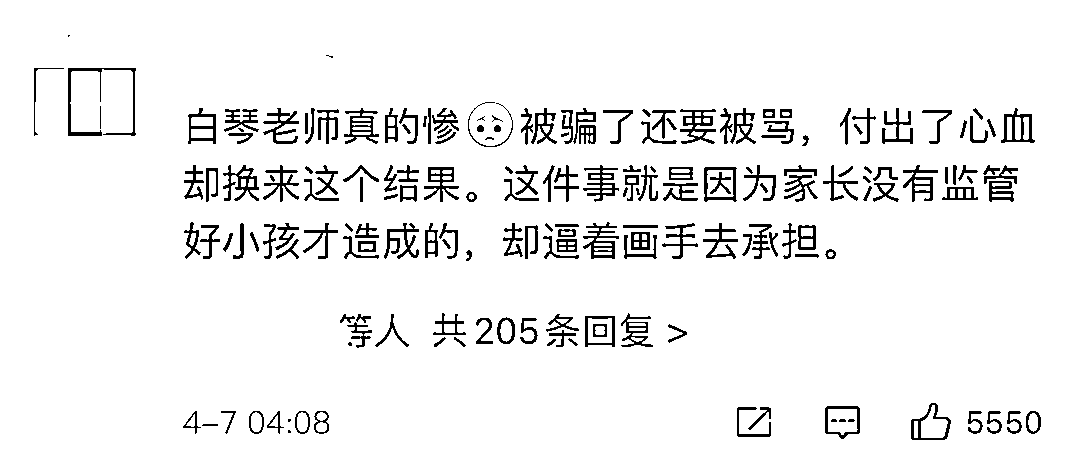 白琴老师真的惨🥺被骗了还要被骂，付出了心血
却换来这个结果。这件事就是因为家长没有监管
好小孩才造成的，却逼着画手去承担。
等人 共205条回复 >
4-7 04:08
5550